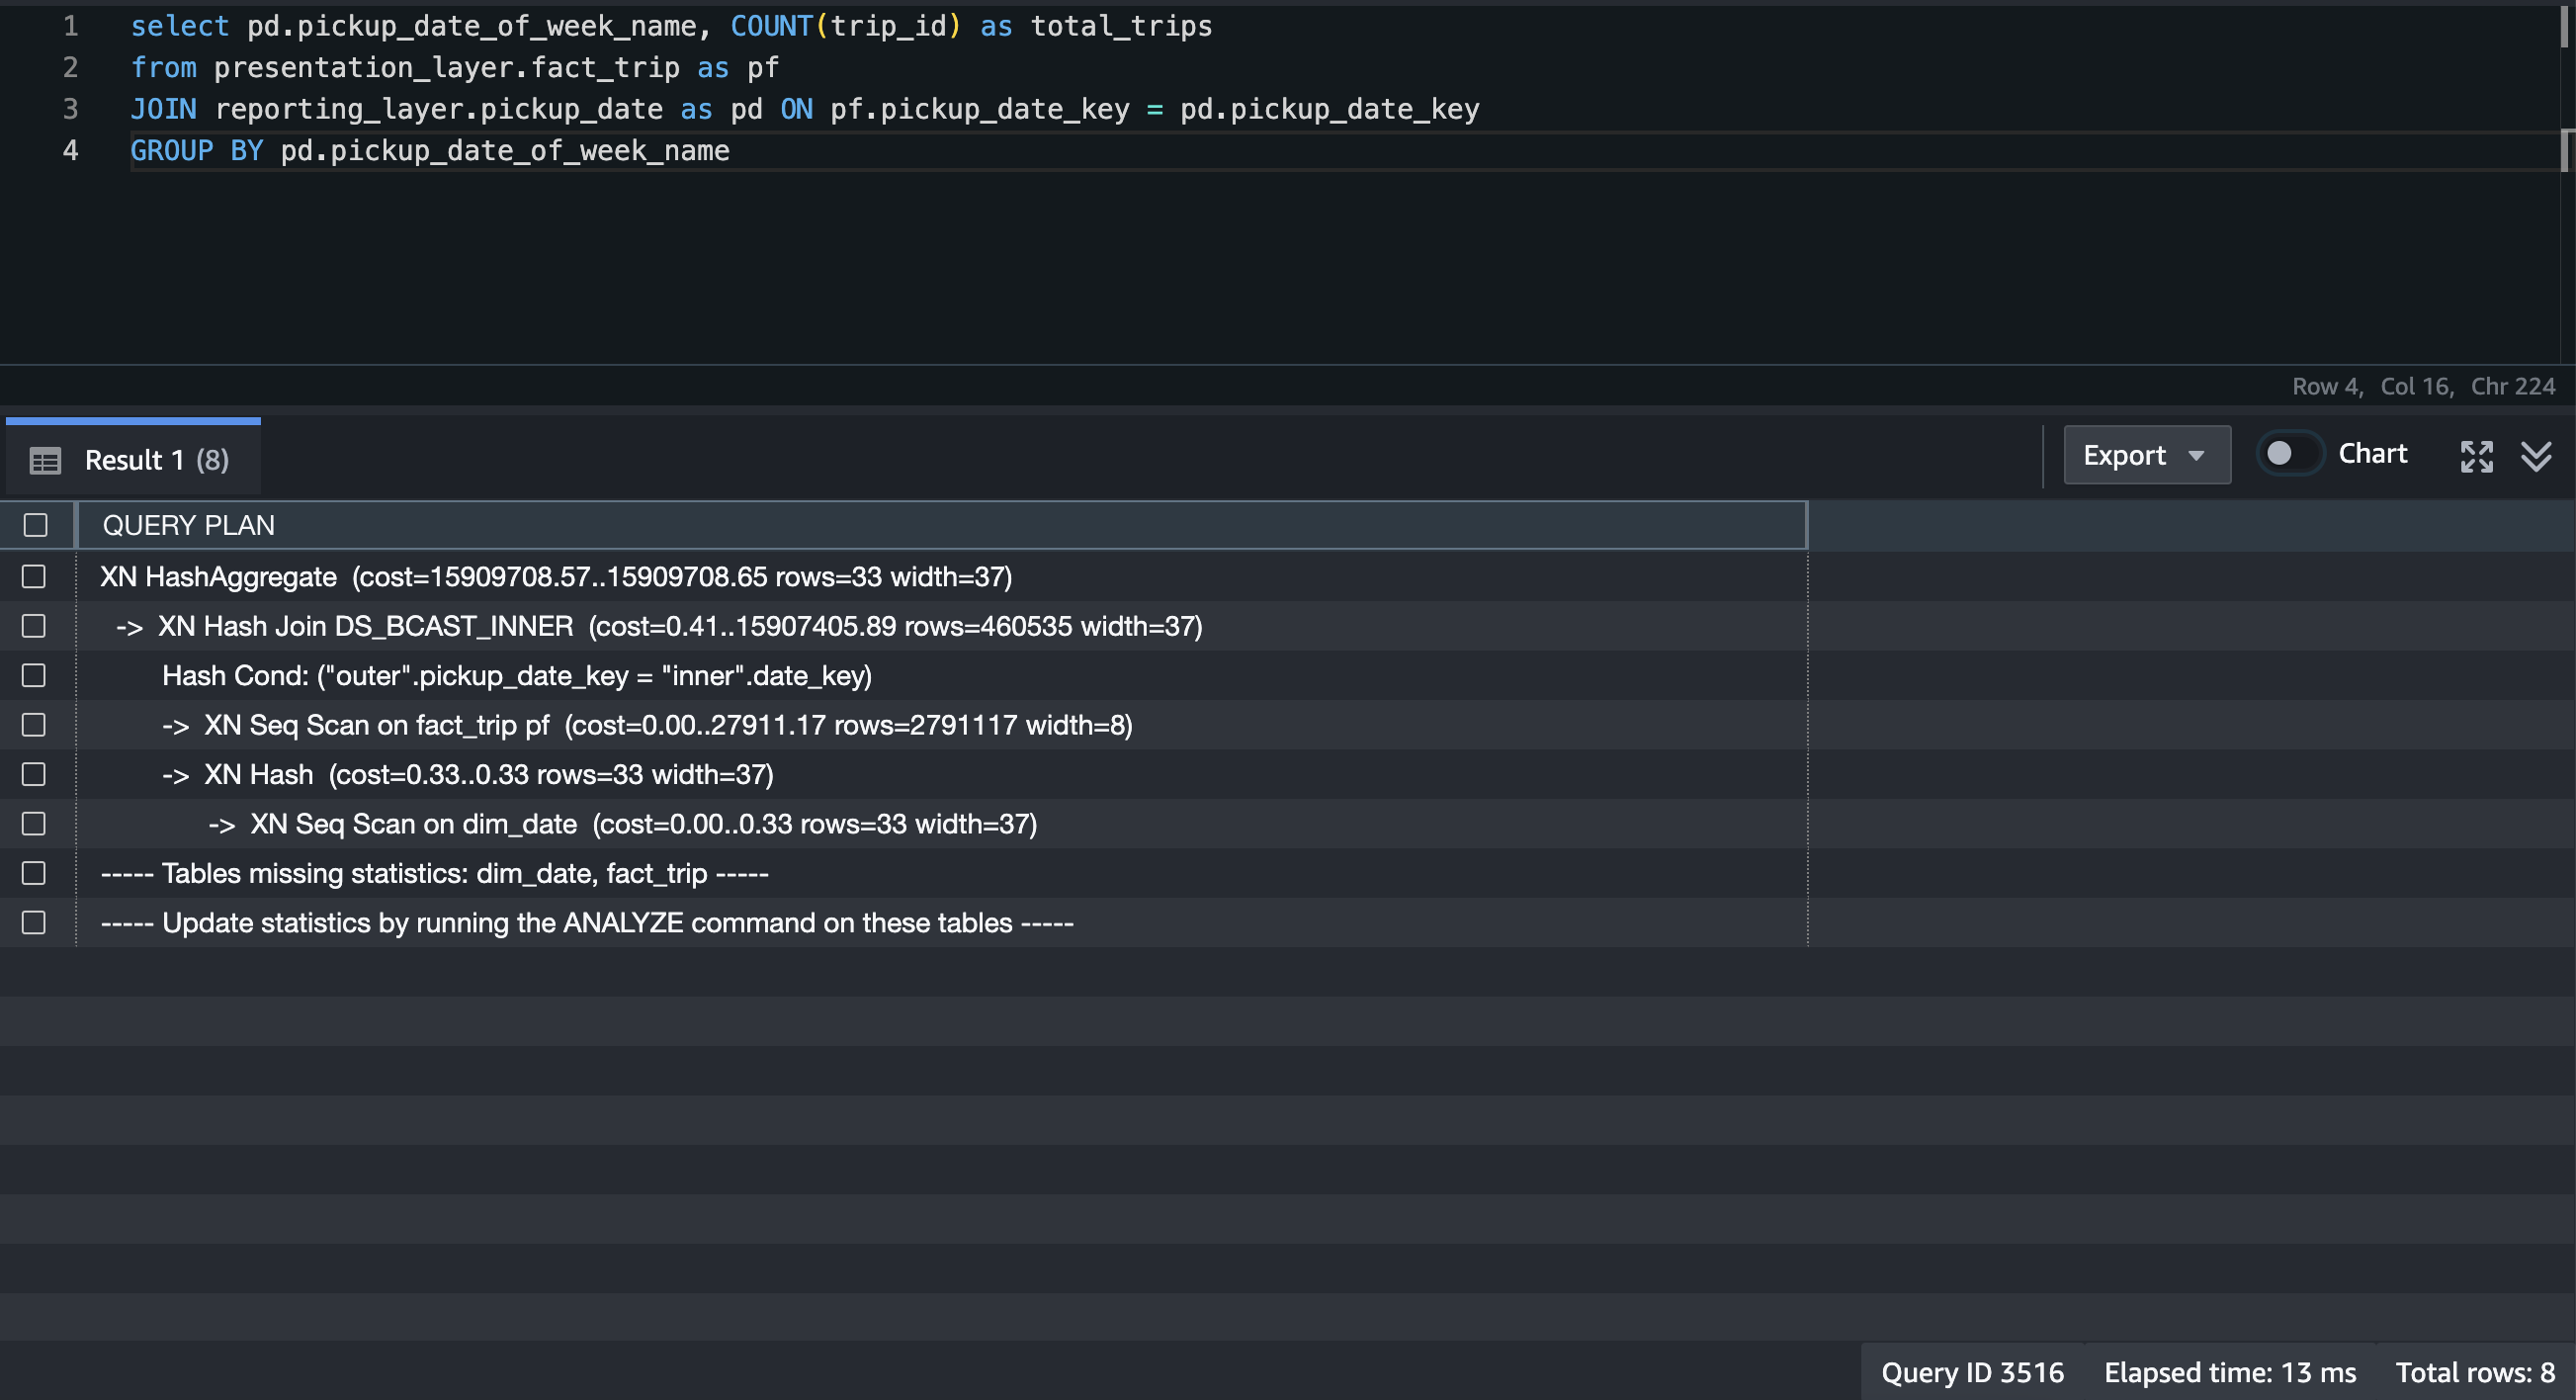 1 select pd.pickup_date_of_week_name, COUNT(trip_id) as total_trips
2 from presentation_layer.fact_trip as pf
3 JOIN reporting_layer.pickup_date as pd ON pf.pickup_date_key = pd.pickup_date_key
4 GROUP BY pd.pickup_date_of_week_name
Row 4, Col 16, Chr 224
Result 1 (8) Export Chart
QUERY PLAN
XN HashAggregate (cost=15909708.57..15909708.65 rows=33 width=37)
-> XN Hash Join DS_BCAST_INNER (cost=0.41..15907405.89 rows=460535 width=37)
Hash Cond: ("outer".pickup_date_key = "inner".date_key)
-> XN Seq Scan on fact_trip pf (cost=0.00..27911.17 rows=2791117 width=8)
-> XN Hash (cost=0.33..0.33 rows=33 width=37)
-> XN Seq Scan on dim_date (cost=0.00..0.33 rows=33 width=37)
----- Tables missing statistics: dim_date, fact_trip -----
----- Update statistics by running the ANALYZE command on these tables -----
Query ID 3516 Elapsed time: 13 ms Total rows: 8